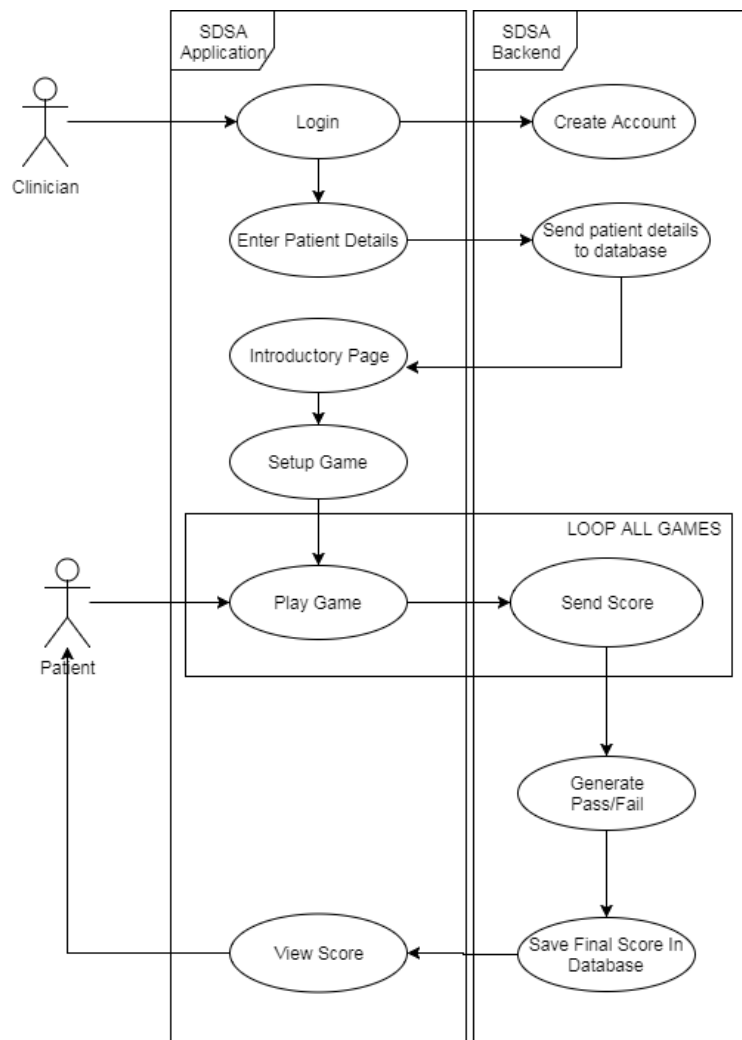 SDSA
Application
SDSA
Backend
Login
Create Account
Clinician
Enter Patient Details
Send patient details
to database
Introductory Page
Setup Game
LOOP ALL GAMES
Play Game
Send Score
Patient
Generate
Pass/Fail
View Score
Save Final Score In
Database